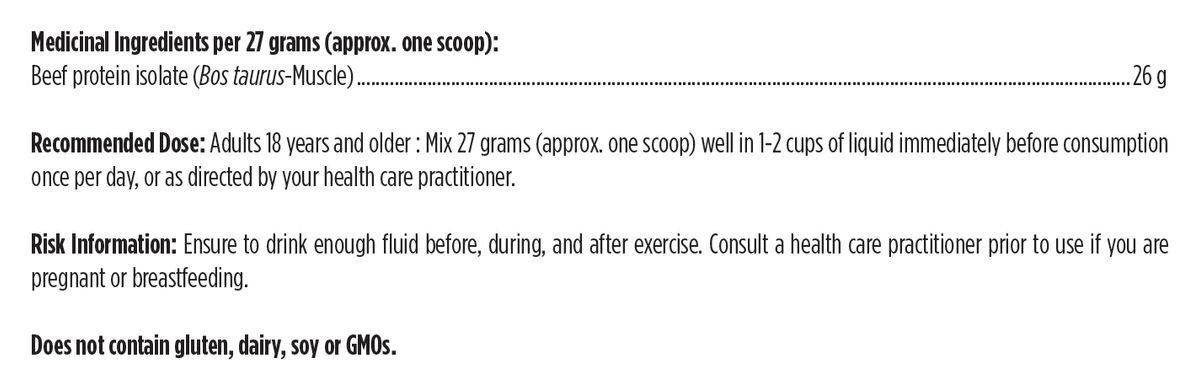 Medicinal Ingredients per 27 grams (approx. one scoop):
Beef protein isolate (Bos taurus-Muscle)........................................................................................................................................................................26 g
Recommended Dose: Adults 18 years and older : Mix 27 grams (approx. one scoop) well in 1-2 cups of liquid immediately before consumption
once per day, or as directed by your health care practitioner.
Risk Information: Ensure to drink enough fluid before, during, and after exercise. Consult a health care practitioner prior to use if you are
pregnant or breastfeeding.
Does not contain gluten, dairy, soy or GMOs.